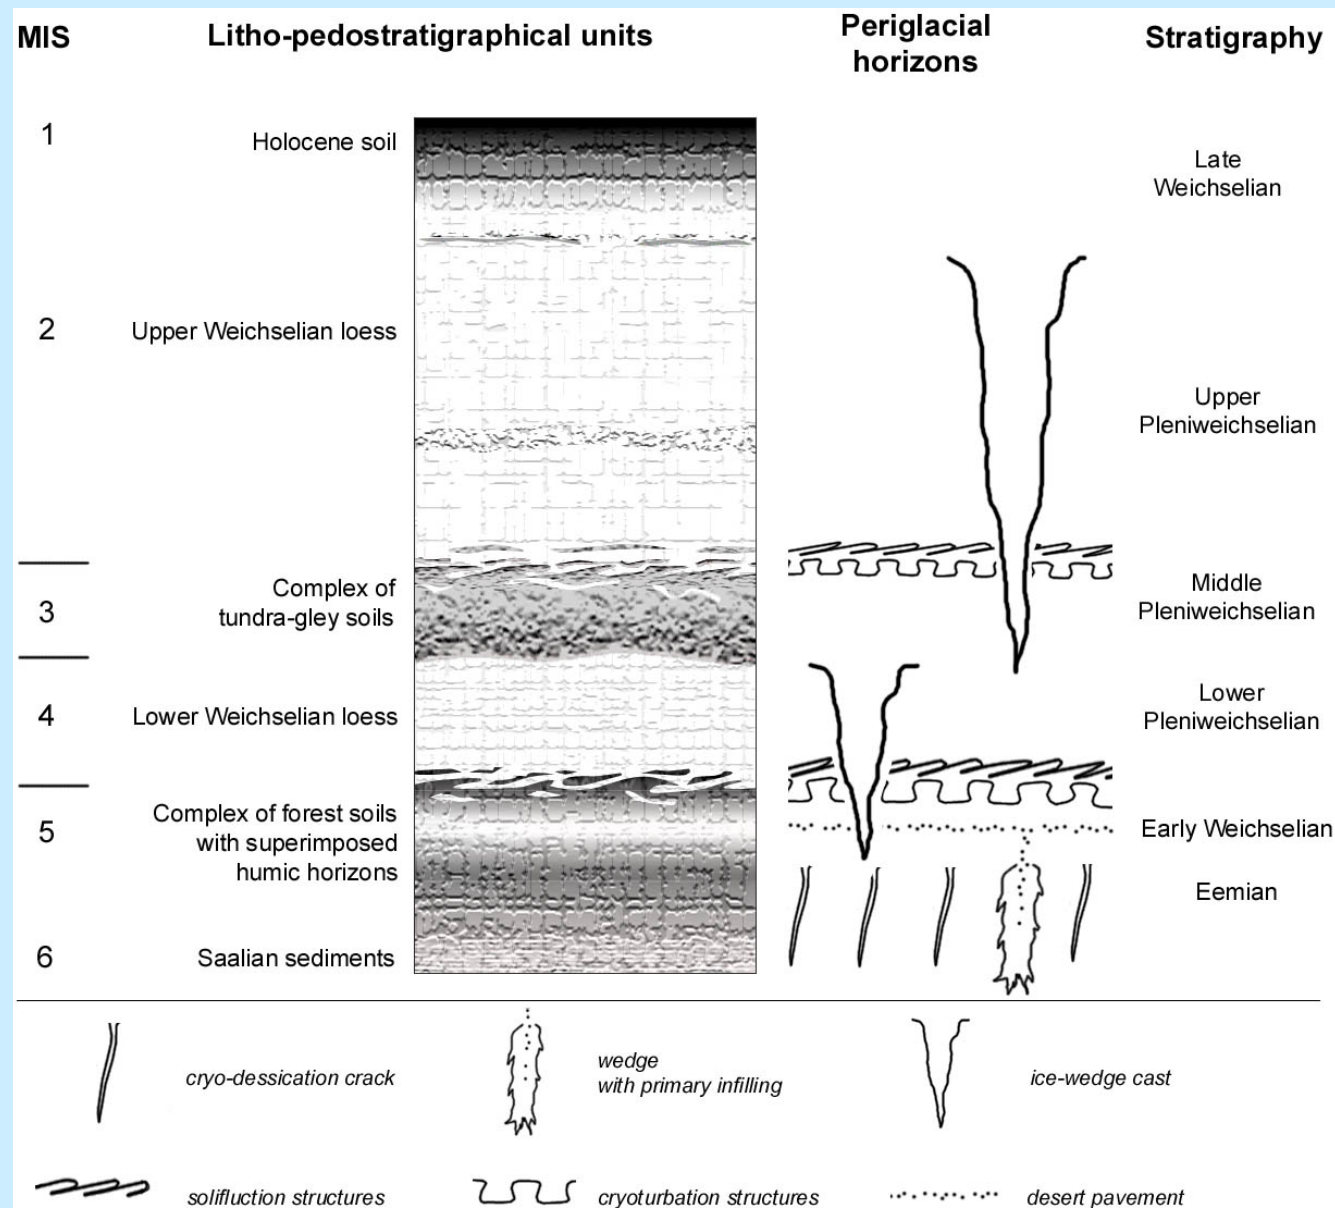 MIS
Litho-pedostratigraphical units
Periglacial
horizons
Stratigraphy
1
Holocene soil
Late
Weichselian
2
Upper Weichselian loess
Upper
Pleniweichselian
3
Complex of
tundra-gley soils
Middle
Pleniweichselian
4
Lower Weichselian loess
Lower
Pleniweichselian
5
Complex of forest soils
with superimposed
humic horizons
Early Weichselian
Eemian
6
Saalian sediments
cryo-dessication crack
wedge
with primary infilling
ice-wedge cast
solifluction structures
cryoturbation structures
desert pavement